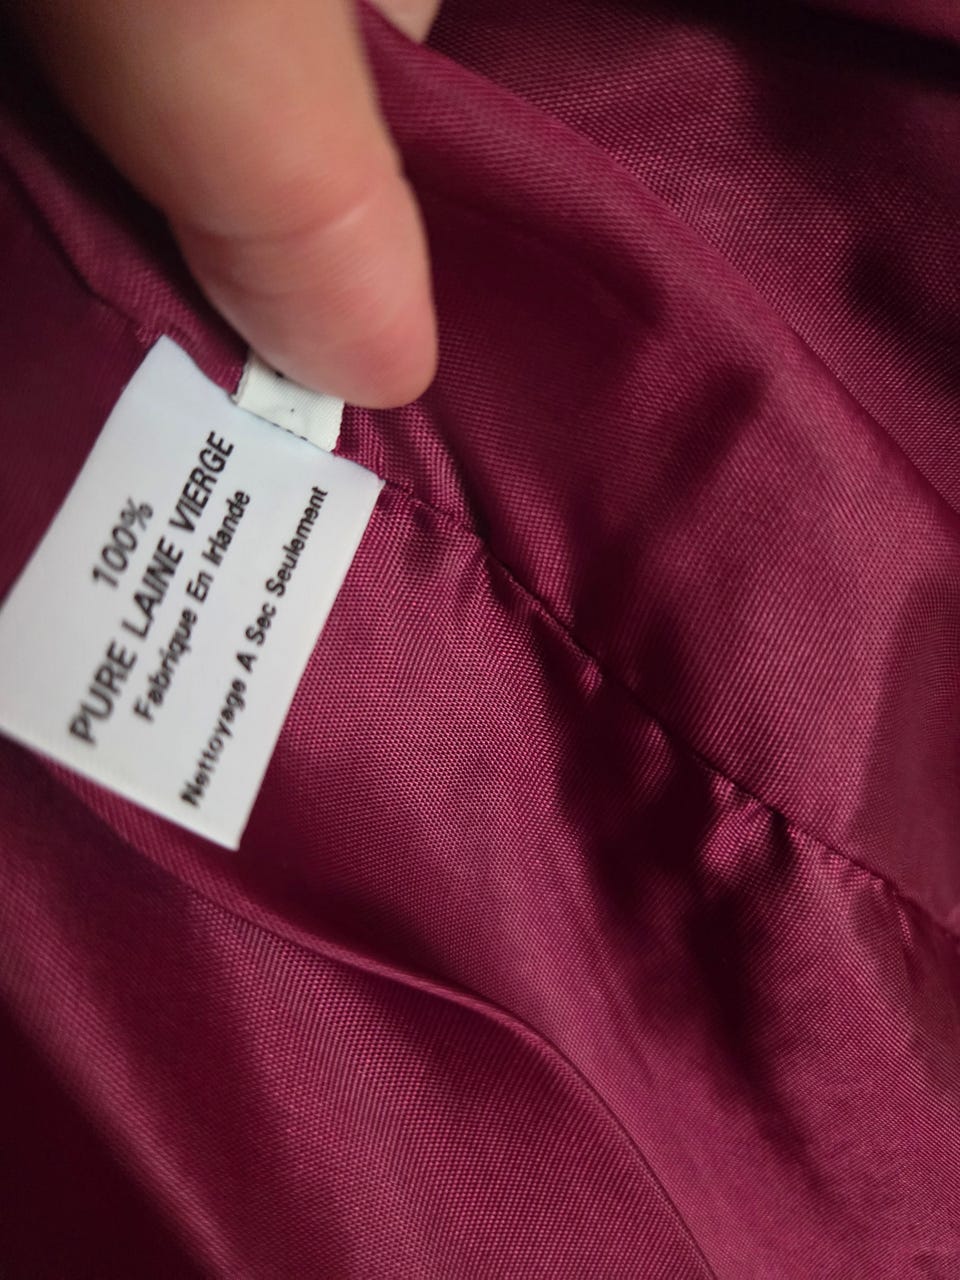 100%
PURE LAINE VIERGE
Fabrique En Irlande
Nettoyage A Sec Seulement